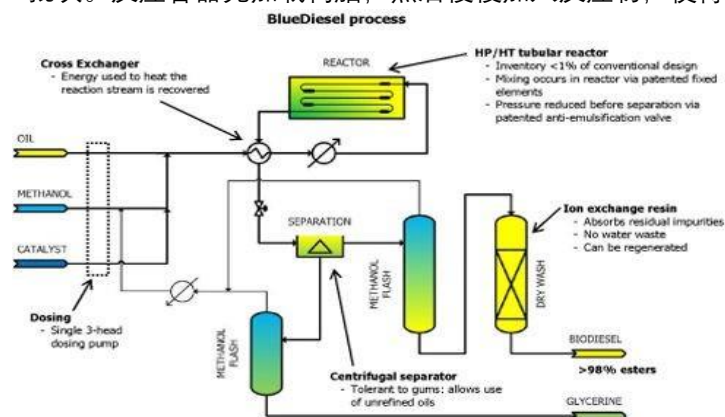 BlueDiesel process
Cross Exchanger
- Energy used to heat the
reaction stream is recovered
REACTOR
HP/HT tubular reactor
- Inventory <1% of conventional design
- Mixing occurs in reactor via patented fixed
elements
- Pressure reduced before separation via
patented anti-emulsification valve
OIL
METHANOL
CATALYST
SEPARATION
METHANOL
FLASH
Ion exchange resin
- Absorbs residual impurities
- No water waste
- Can be regenerated
DRY WASH
Dosing
- Single 3-head
dosing pump
METHANOL
FLASH
Centrifugal separator
- Tolerant to gums: allows use
of unrefined oils
BIODIESEL
>98% esters
GLYCERINE